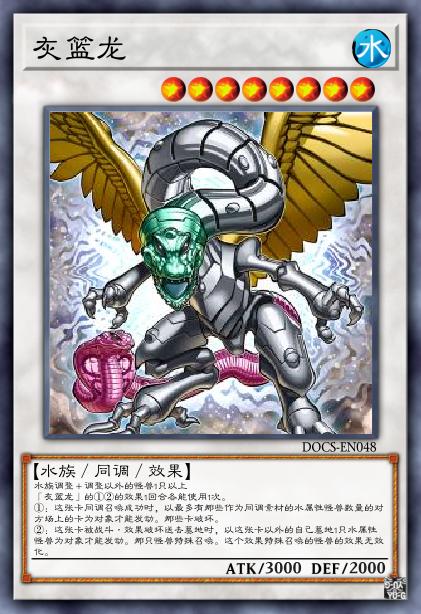 灰篮龙
水
DOCS-EN048
【水族/同调/效果】
水族调整+调整以外的怪兽1只以上
「灰篮龙」的①②的效果1回合各能使用1次。
①:这张卡同调召唤成功时,以最多有那些作为同调素材的水属性怪兽数量的对
方场上的卡为对象才能发动。那些卡破坏。
②:这张卡被战斗·效果破坏送去墓地时,以这张卡以外的自己墓地1只水属性
怪兽为对象才能发动。那只怪兽特殊召唤。这个效果特殊召唤的怪兽的效果无效
化。
ATK/3000 DEF/2000